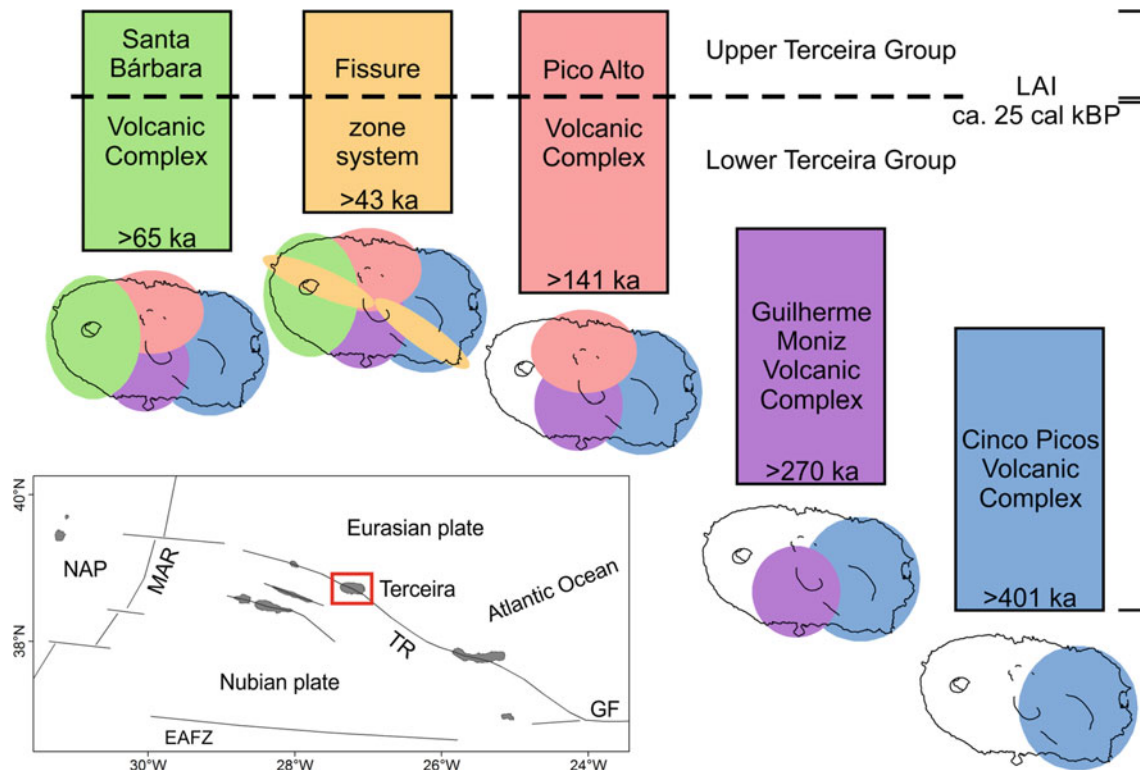 Santa
Bárbara
Volcanic
Complex
>65 ka
Fissure
zone
system
>43 ka
Pico Alto
Volcanic
Complex
>141 ka
Upper Terceira Group
LAI
ca. 25 cal kBP
Lower Terceira Group
Guilherme
Moniz
Volcanic
Complex
>270 ka
Cinco Picos
Volcanic
Complex
>401 ka
40°N
38°N
NAP
MAR
Eurasian plate
Terceira
Atlantic Ocean
TR
Nubian plate
GF
EAFZ
30°W
28°W
26°W
24°W